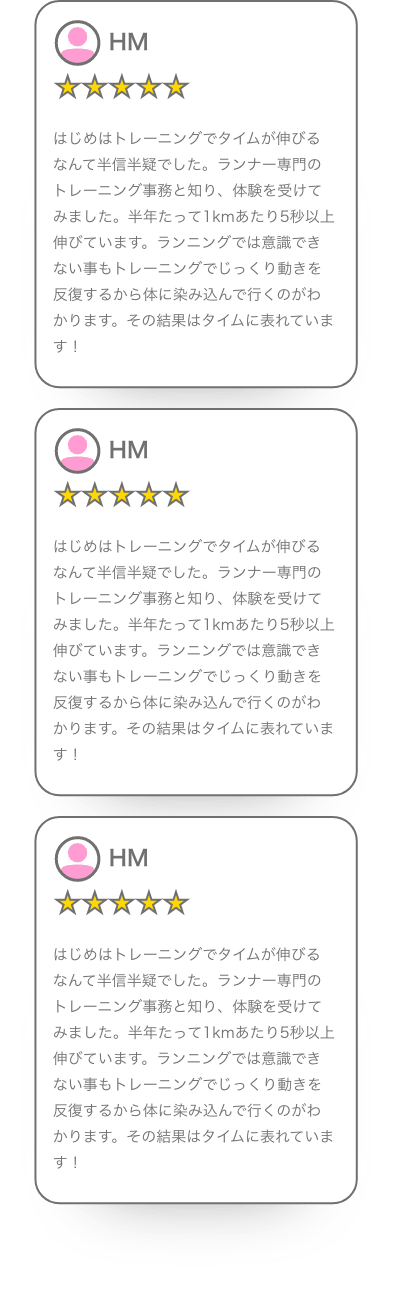 HM
はじめはトレーニングでタイムが伸びる
なんて半信半疑でした。ランナー専門の
トレーニング事務と知り、体験を受けて
みました。半年たって1kmあたり5秒以上
伸びています。ランニングでは意識でき
ない事もトレーニングでじっくり動きを
反復するから体に染み込んで行くのがわ
かります。その結果はタイムに表れていま
す！
HM
はじめはトレーニングでタイムが伸びる
なんて半信半疑でした。ランナー専門の
トレーニング事務と知り、体験を受けて
みました。半年たって1kmあたり5秒以上
伸びています。ランニングでは意識でき
ない事もトレーニングでじっくり動きを
反復するから体に染み込んで行くのがわ
かります。その結果はタイムに表れていま
す！
HM
はじめはトレーニングでタイムが伸びる
なんて半信半疑でした。ランナー専門の
トレーニング事務と知り、体験を受けて
みました。半年たって1kmあたり5秒以上
伸びています。ランニングでは意識でき
ない事もトレーニングでじっくり動きを
反復するから体に染み込んで行くのがわ
かります。その結果はタイムに表れていま
す！